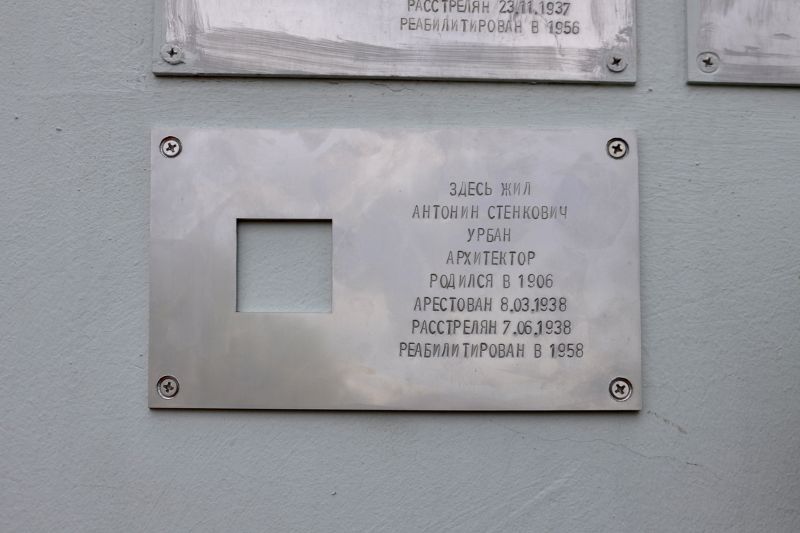 РАССТРЕЛЯН 23.11.1937
РЕАБИЛИТИРОВАН В 1956
ЗДЕСЬ ЖИЛ
АНТОНИН СТЕНКОВИЧ
УРБАН
АРХИТЕКТОР
РОДИЛСЯ В 1906
АРЕСТОВАН 8.03.1938
РАССТРЕЛЯН 7.06.1938
РЕАБИЛИТИРОВАН В 1958